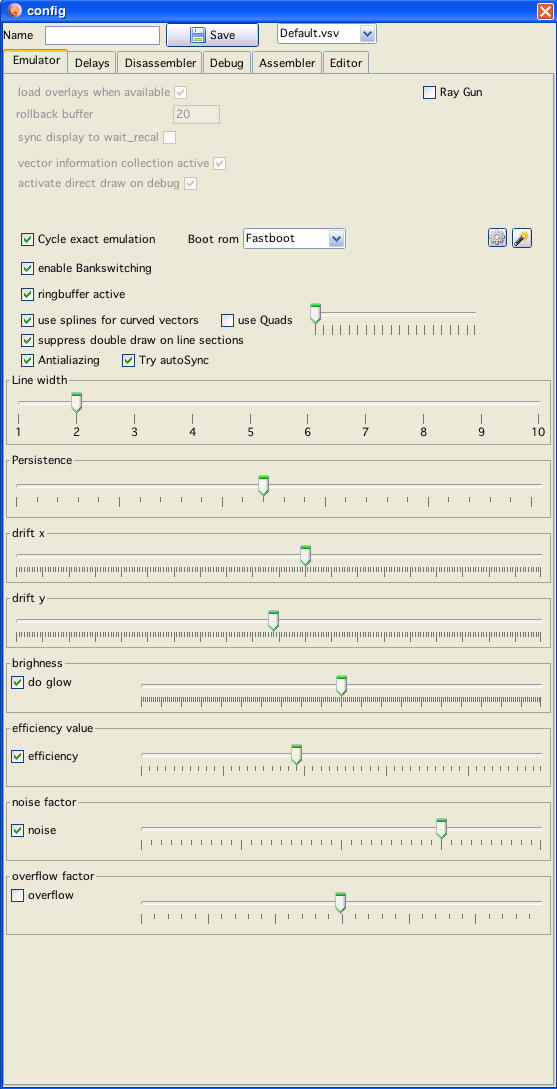 config
Name Save Default.vsv
Emulator Delays Disassembler Debug Assembler Editor
load overlays when available Ray Gun
rollback buffer 20
sync display to wait_recal
vector information collection active
activate direct draw on debug
Cycle exact emulation Boot rom Fastboot
enable Bankswitching
ringbuffer active
use splines for curved vectors use Quads
suppress double draw on line sections
Antializing Try autoSync
Line width
1 2 3 4 5 6 7 8 9 10
Persistence
drift x
drift y
brighness
do glow
efficiency value
efficiency
noise factor
noise
overflow factor
overflow